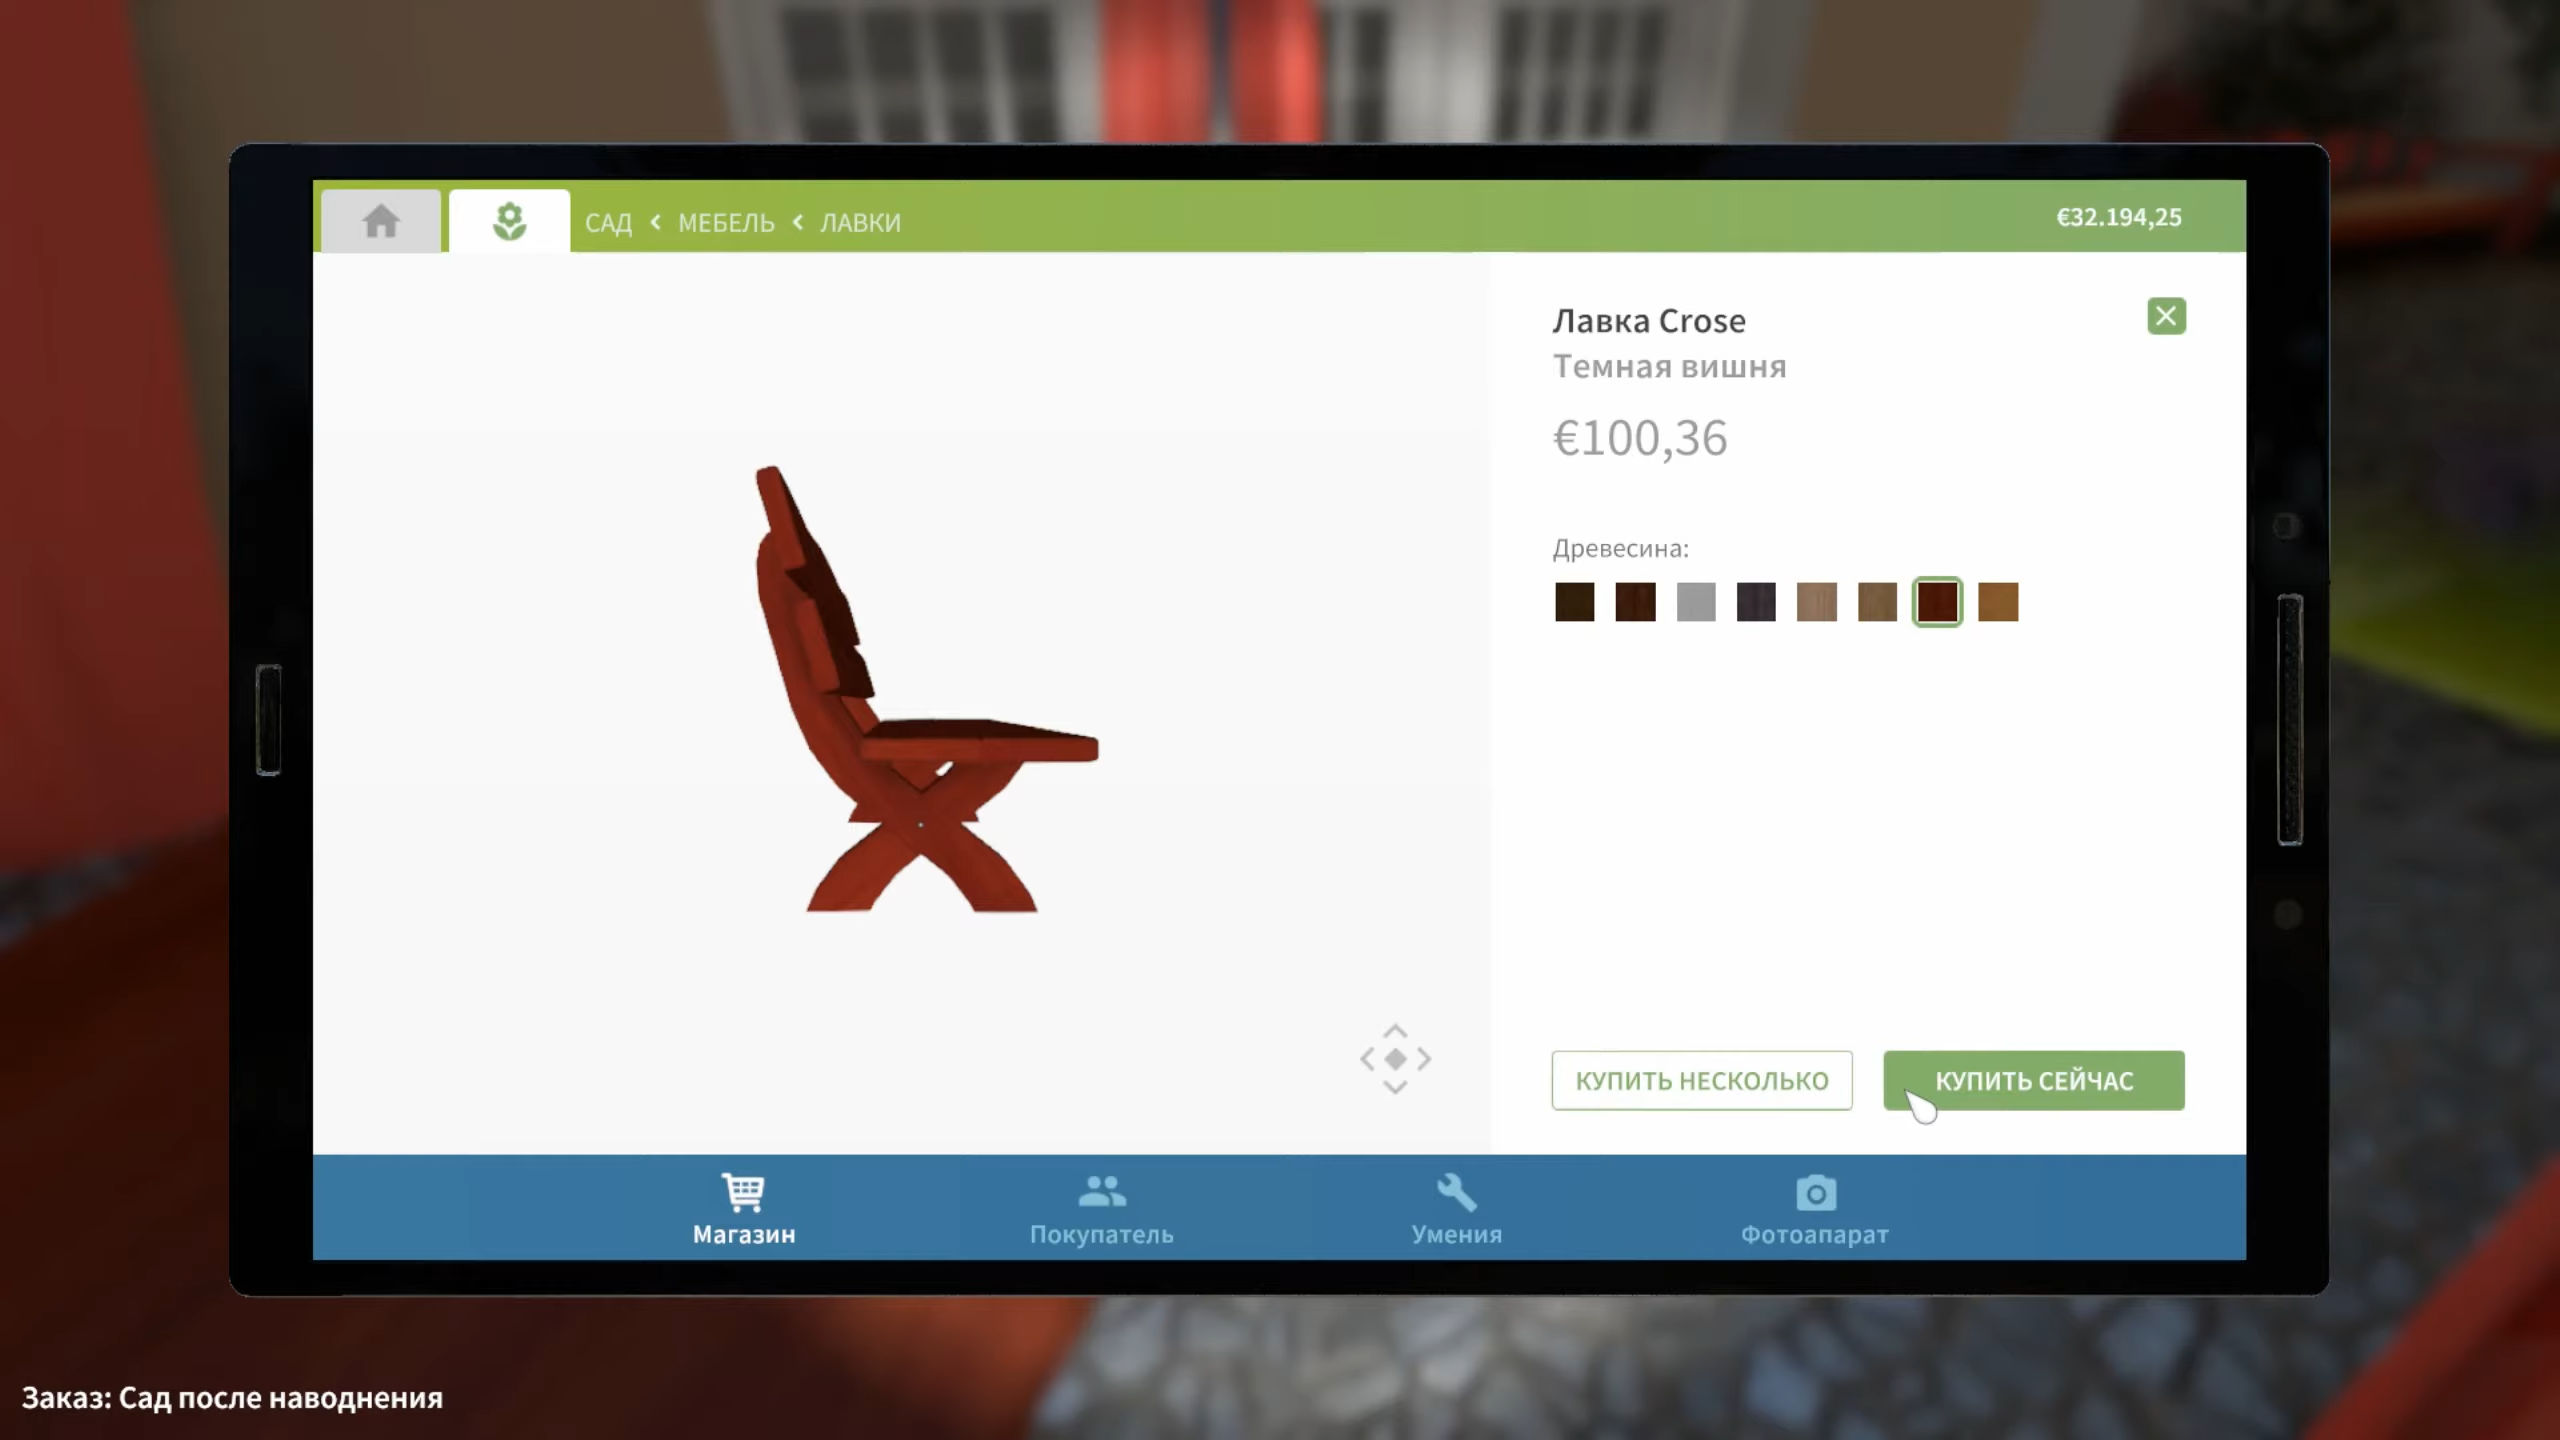 САД < МЕБЕЛЬ < ЛАВКИ
€32.194,25
Лавка Crose
Темная вишня
€100,36
Древесина:
КУПИТЬ НЕСКОЛЬКО
КУПИТЬ СЕЙЧАС
Магазин
Покупатель
Умения
Фотоапарат
Заказ: Сад после наводнения